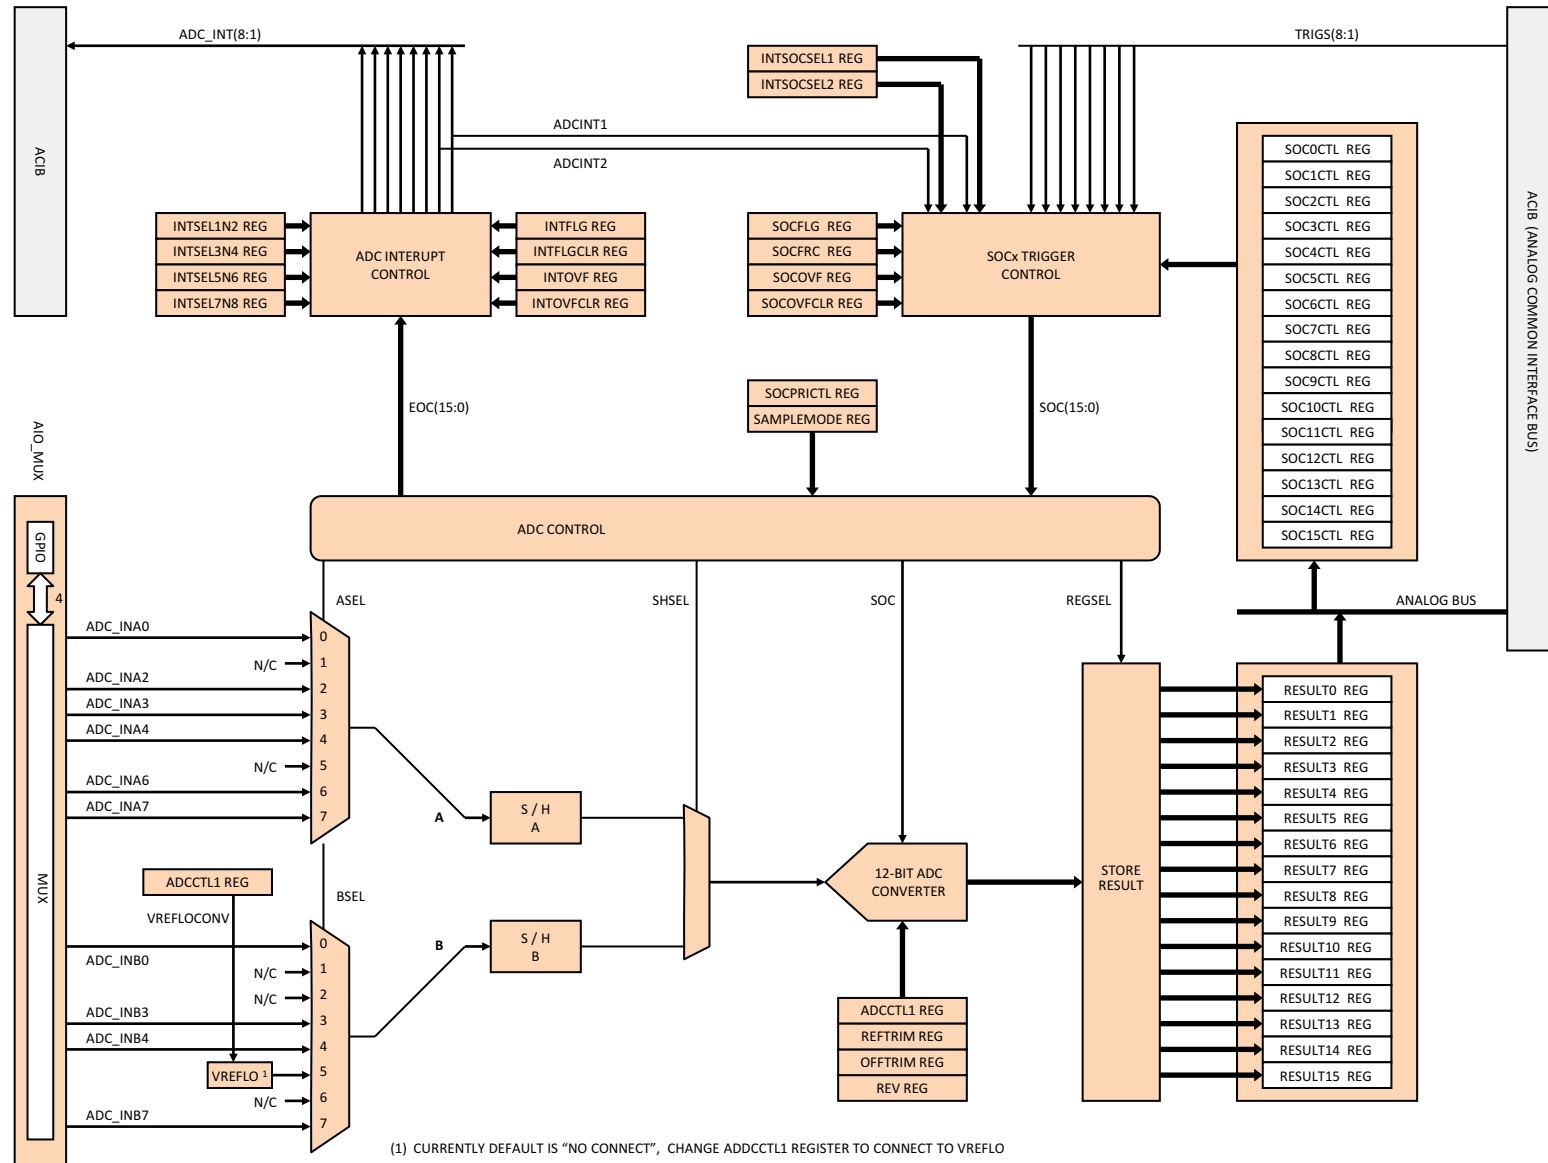 ADC_INT(8:1)
TRIGS(8:1)
INTSOCSEL1 REG
INTSOCSEL2 REG
ADCINT1
ADCINT2
ACIB
ACIB (ANALOG COMMON INTERFACE BUS)
INTSEL1N2 REG
INTSEL3N4 REG
INTSEL5N6 REG
INTSEL7N8 REG
ADC INTERUPT
CONTROL
INTFLG REG
INTFLGCLR REG
INTOVF REG
INTOVFCLR REG
SOCFLG REG
SOCFRC REG
SOCOVF REG
SOCOVFCLR REG
SOCx TRIGGER
CONTROL
SOC0CTL REG
SOC1CTL REG
SOC2CTL REG
SOC3CTL REG
SOC4CTL REG
SOC5CTL REG
SOC6CTL REG
SOC7CTL REG
SOC8CTL REG
SOC9CTL REG
SOC10CTL REG
SOC11CTL REG
SOC12CTL REG
SOC13CTL REG
SOC14CTL REG
SOC15CTL REG
EOC(15:0)
SOCPRICTL REG
SAMPLEMODE REG
SOC(15:0)
AIO_MUX
GPIO
4
MUX
ADC CONTROL
ASEL
SHSEL
SOC
REGSEL
ANALOG BUS
ADC_INA0
N/C
ADC_INA2
ADC_INA3
ADC_INA4
N/C
ADC_INA6
ADC_INA7
0
1
2
3
4
5
6
7
A
S / H
A
ADCCTL1 REG
VREFLOCONV
BSEL
ADC_INB0
N/C
N/C
ADC_INB3
ADC_INB4
VREFLO 1
N/C
ADC_INB7
0
1
2
3
4
5
6
7
B
S / H
B
12-BIT ADC
CONVERTER
ADCCTL1 REG
REFTRIM REG
OFFTRIM REG
REV REG
STORE
RESULT
RESULT0 REG
RESULT1 REG
RESULT2 REG
RESULT3 REG
RESULT4 REG
RESULT5 REG
RESULT6 REG
RESULT7 REG
RESULT8 REG
RESULT9 REG
RESULT10 REG
RESULT11 REG
RESULT12 REG
RESULT13 REG
RESULT14 REG
RESULT15 REG
(1) CURRENTLY DEFAULT IS “NO CONNECT”, CHANGE ADDCCTL1 REGISTER TO CONNECT TO VREFLO